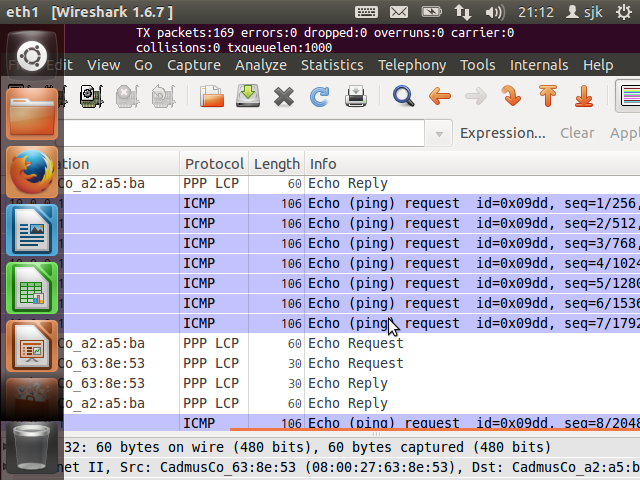 eth1 [Wireshark 1.6.7 ] 21:12 sjk
TX packets:169 errors:0 dropped:0 overruns:0 carrier:0
collisions:0 txqueuelen:1000
View Go Capture Analyze Statistics Telephony Tools Internals Help
Expression... Clear Apply
ation Protocol Length Info
Co_a2:a5:ba PPP LCP 60 Echo Reply
ICMP 106 Echo (ping) request id=0x09dd, seq=1/256,
ICMP 106 Echo (ping) request id=0x09dd, seq=2/512,
ICMP 106 Echo (ping) request id=0x09dd, seq=3/768,
ICMP 106 Echo (ping) request id=0x09dd, seq=4/1024
ICMP 106 Echo (ping) request id=0x09dd, seq=5/1280
ICMP 106 Echo (ping) request id=0x09dd, seq=6/1536
ICMP 106 Echo (ping) request id=0x09dd, seq=7/1792
Co_a2:a5:ba PPP LCP 60 Echo Request
Co_63:8e:53 PPP LCP 30 Echo Request
Co_63:8e:53 PPP LCP 30 Echo Reply
Co_a2:a5:ba PPP LCP 60 Echo Reply
ICMP 106 Echo (ping) request id=0x09dd, seq=8/2048
32: 60 bytes on wire (480 bits), 60 bytes captured (480 bits)
net II, Src: CadmusCo_63:8e:53 (08:00:27:63:8e:53), Dst: CadmusCo_a2:a5:b